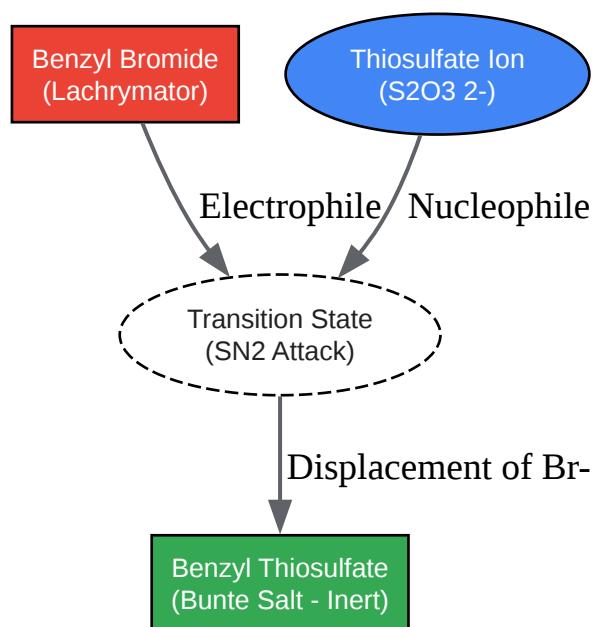 Benzyl Bromide
(Lachrymator)
Thiosulfate Ion
(S2O3 2-)
Electrophile
Nucleophile
Transition State
(SN2 Attack)
Displacement of Br-
Benzyl Thiosulfate
(Bunte Salt - Inert)